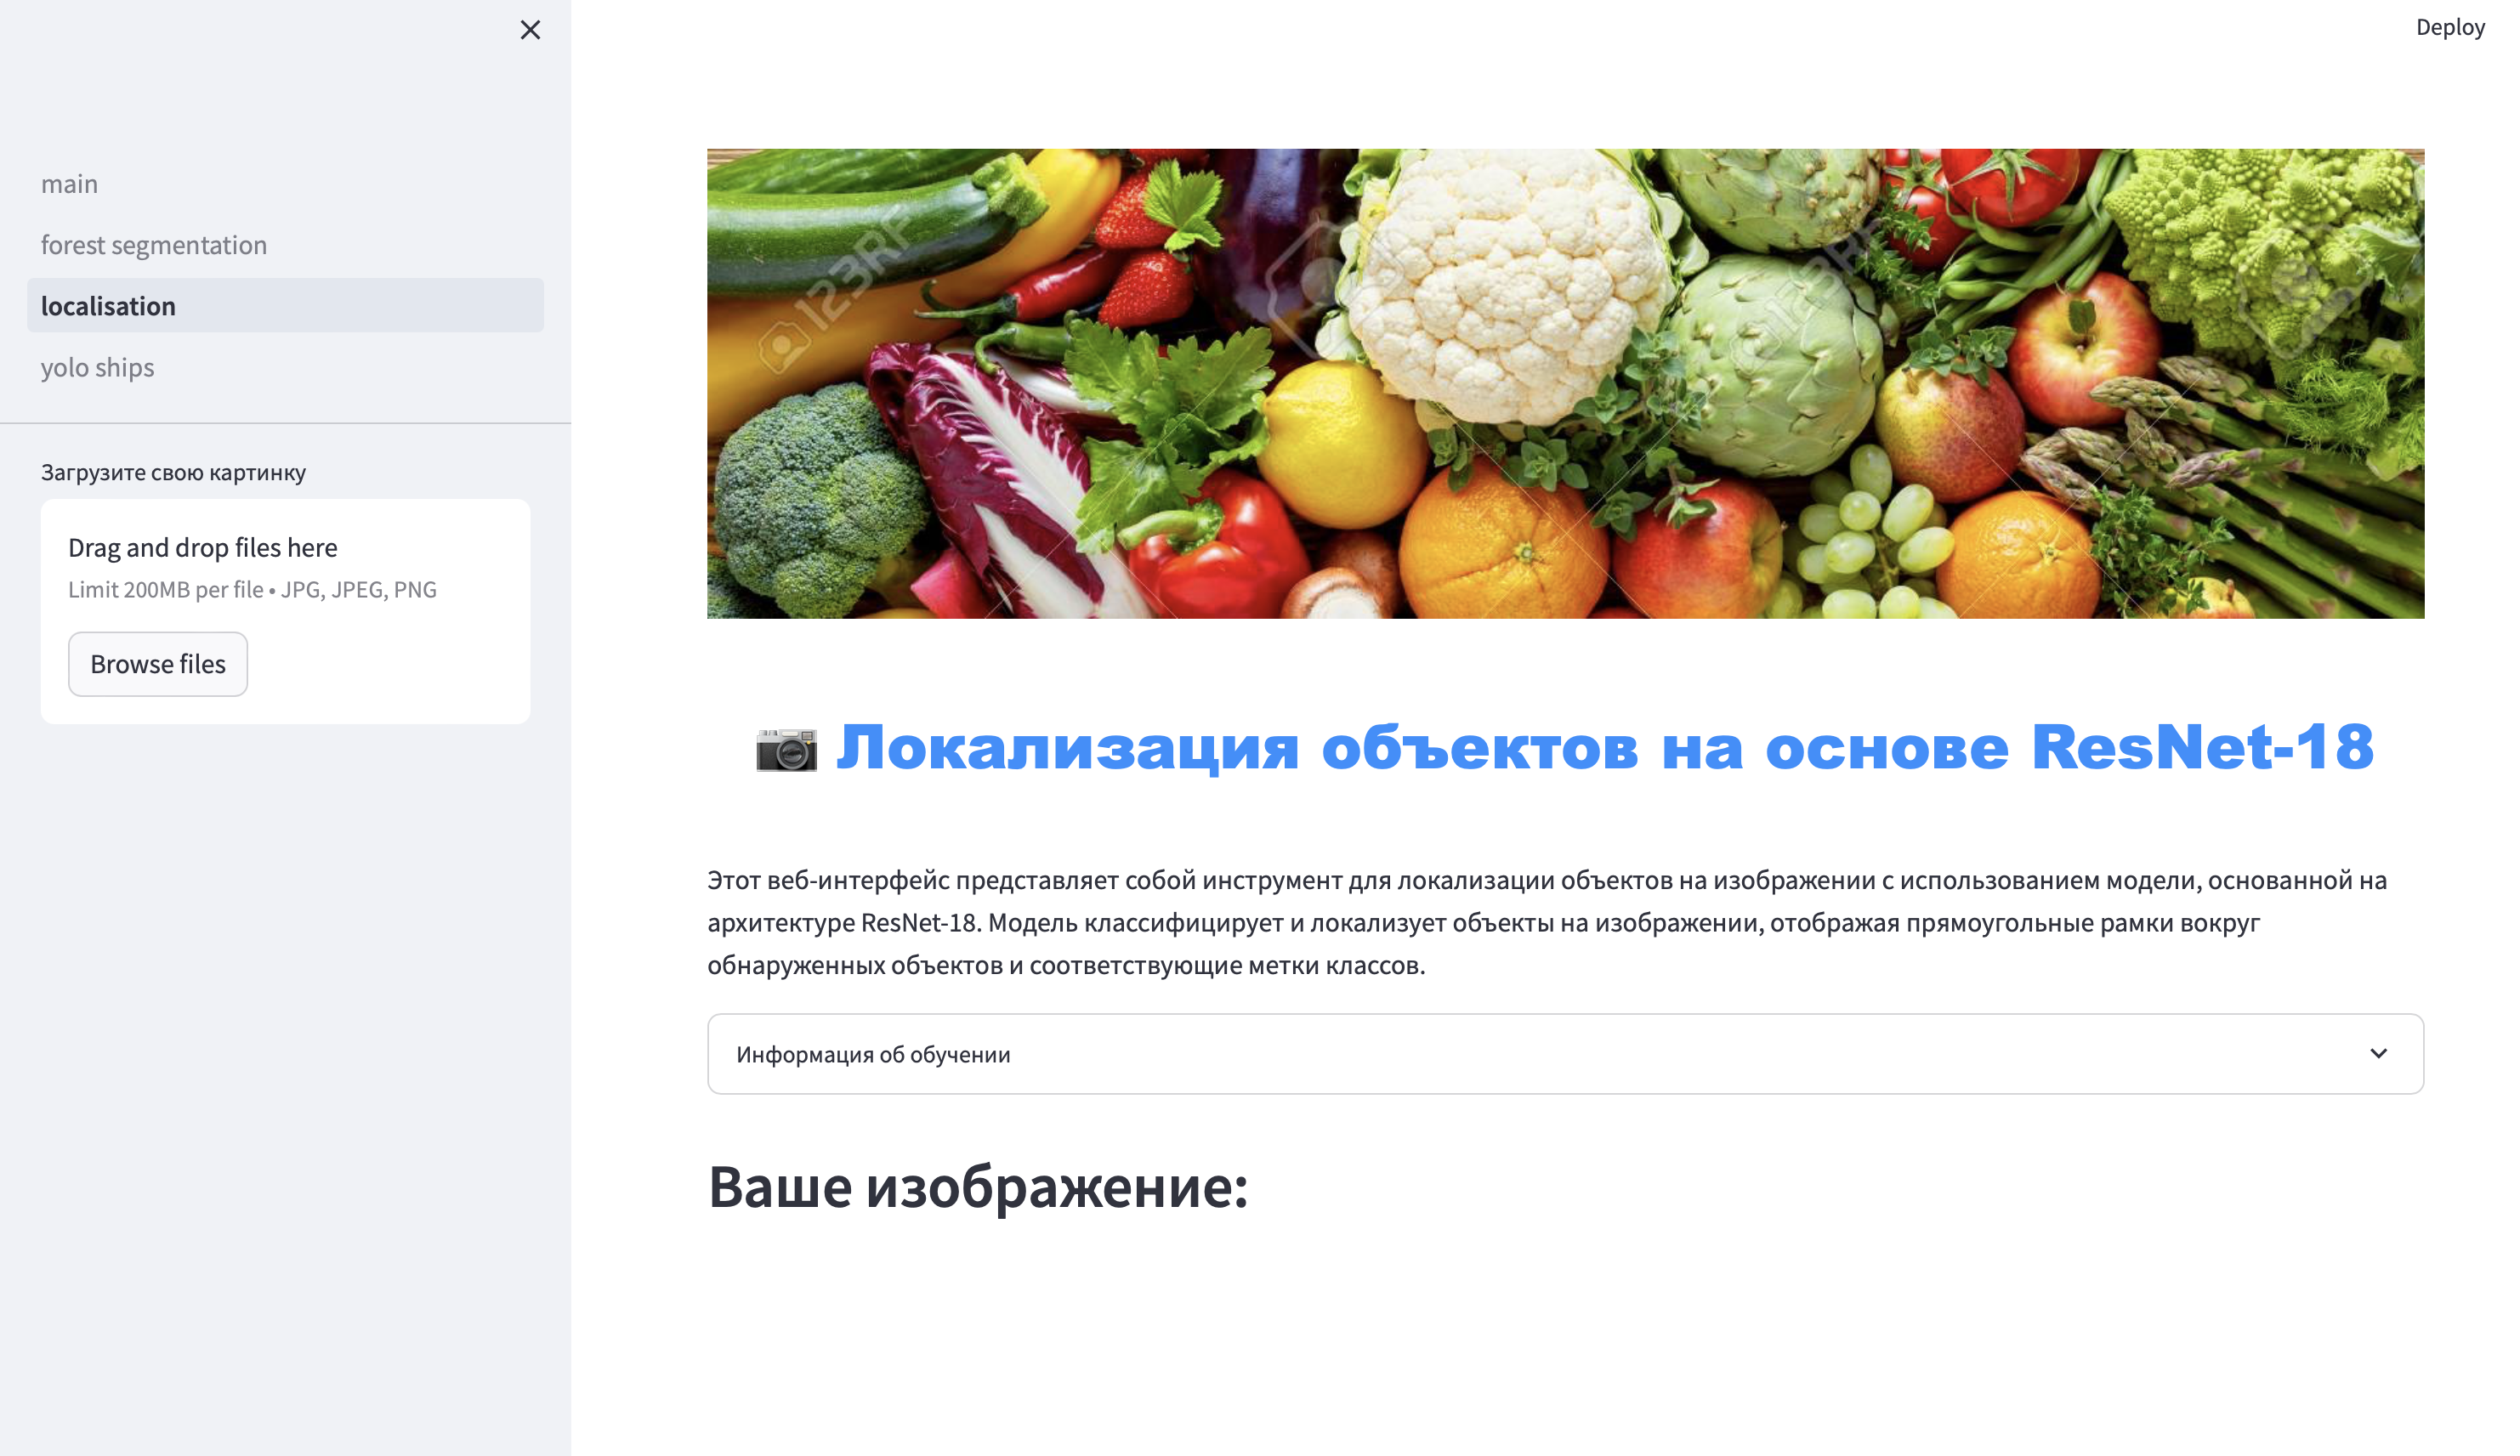 Deploy
main
forest segmentation
localisation
yolo ships
Загрузите свою картинку
Drag and drop files here
Limit 200MB per file • JPG, JPEG, PNG
Browse files
123RF
123RF
Локализация объектов на основе ResNet-18
Этот веб-интерфейс представляет собой инструмент для локализации объектов на изображении с использованием модели, основанной на
архитектуре ResNet-18. Модель классифицирует и локализует объекты на изображении, отображая прямоугольные рамки вокруг
обнаруженных объектов и соответствующие метки классов.
Информация об обучении
Ваше изображение: